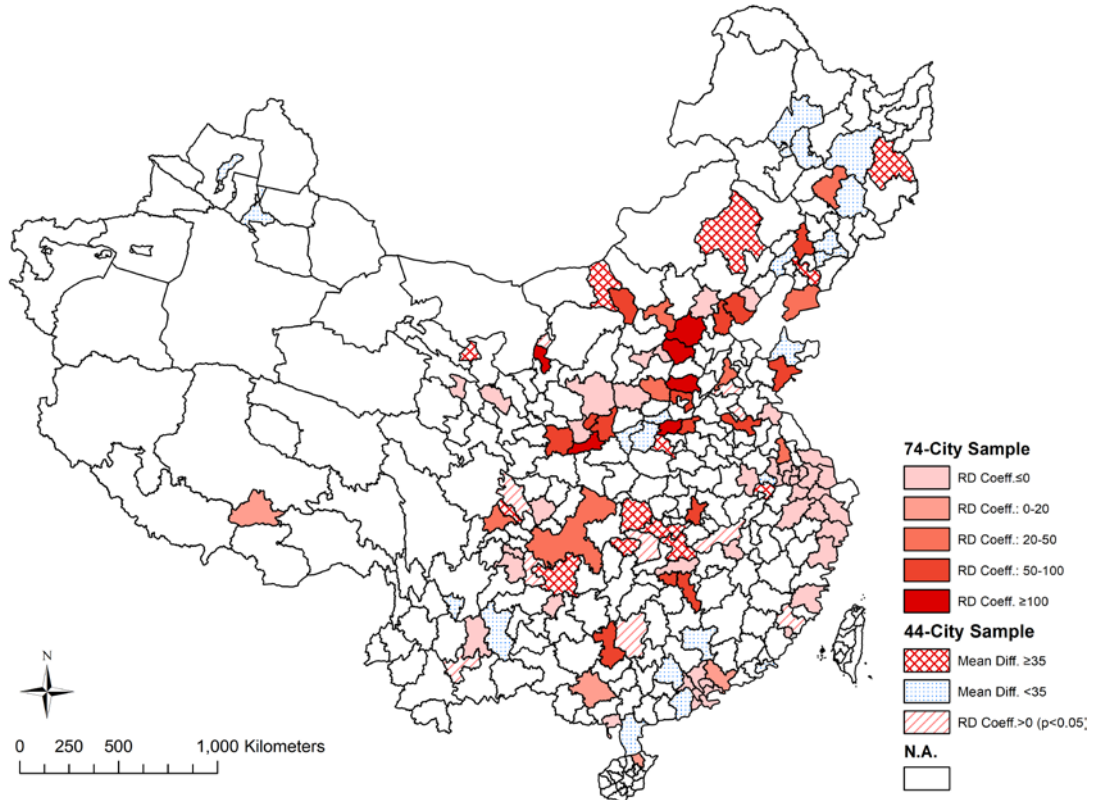 74-City Sample
RD Coeff.≤0
RD Coeff.: 0-20
RD Coeff.: 20-50
RD Coeff.: 50-100
RD Coeff. ≥100
44-City Sample
Mean Diff. ≥35
Mean Diff. <35
RD Coeff.>0 (p<0.05)
N.A.
N
0 250 500 1,000 Kilometers